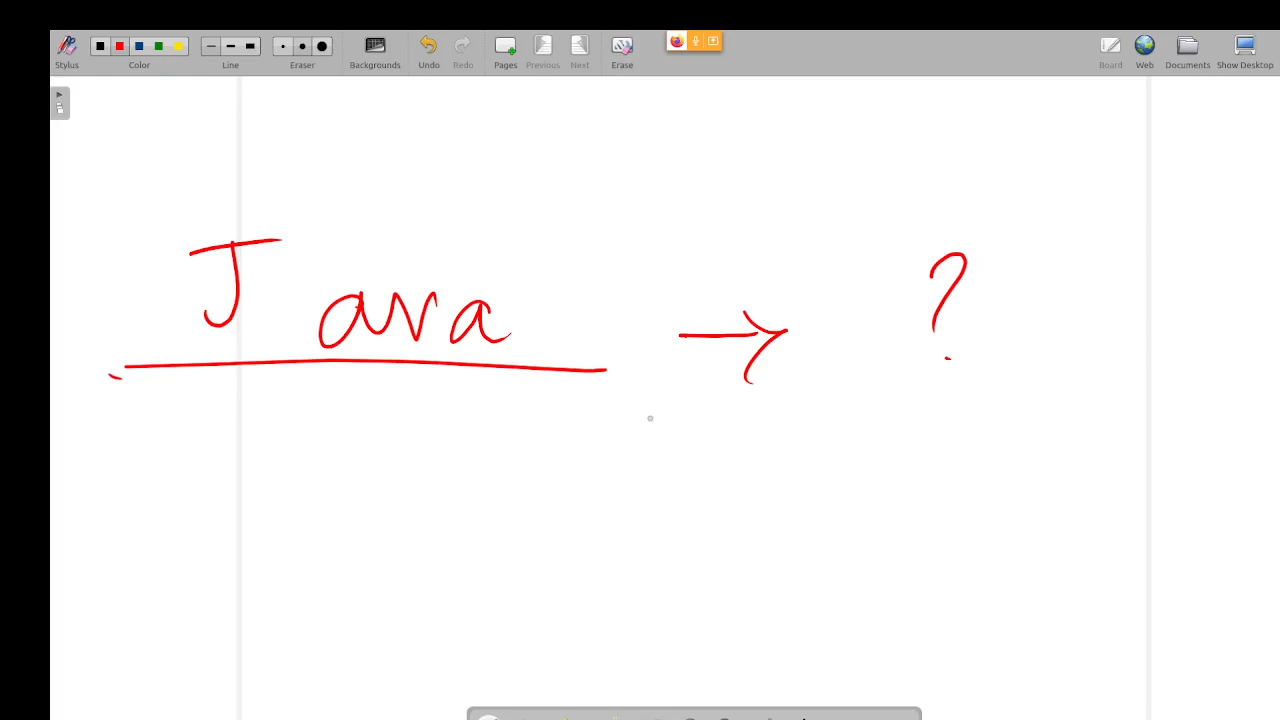 Stylus Color Line Eraser Backgrounds Undo Redo Pages Previous Next Erase Board Web Documents Show Desktop
Java → ?